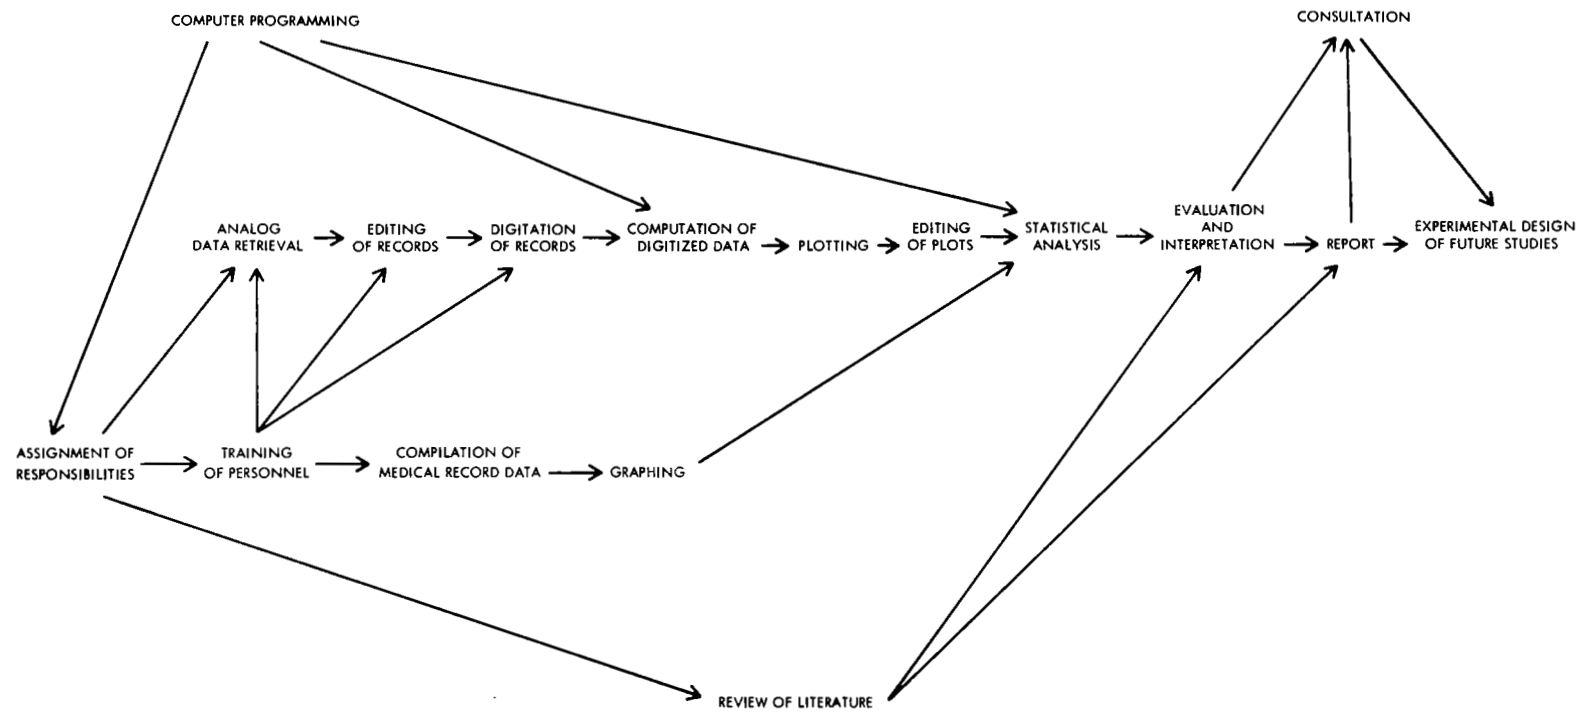 COMPUTER PROGRAMMING
CONSULTATION
ANALOG
DATA RETRIEVAL
EDITING
OF RECORDS
DIGITATION
OF RECORDS
COMPUTATION OF
DIGITIZED DATA
PLOTTING
EDITING
OF PLOTS
STATISTICAL
ANALYSIS
EVALUATION
AND
INTERPRETATION
REPORT
EXPERIMENTAL DESIGN
OF FUTURE STUDIES
ASSIGNMENT OF
RESPONSIBILITIES
TRAINING
OF PERSONNEL
COMPILATION OF
MEDICAL RECORD DATA
GRAPHING
REVIEW OF LITERATURE